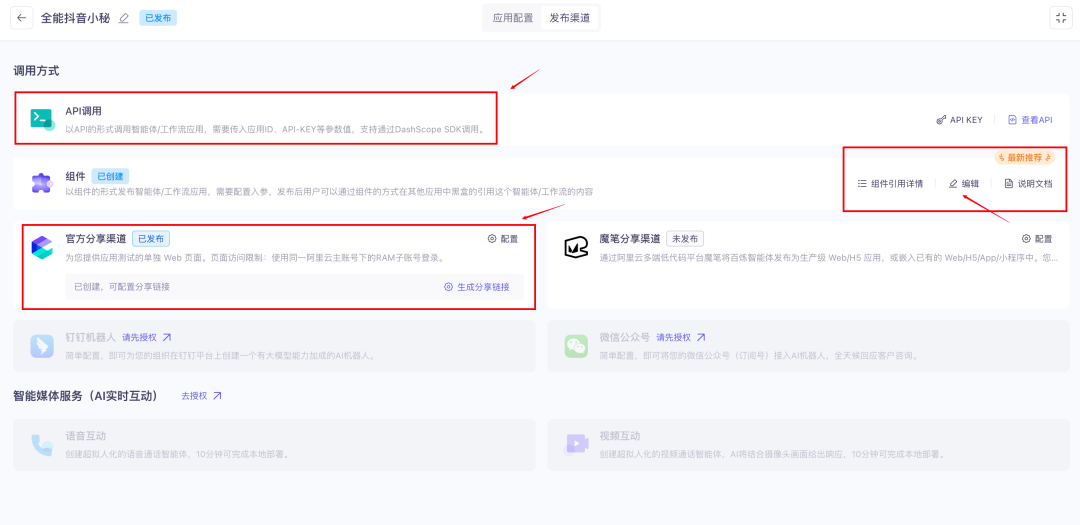 全能抖音小秘 已发布 应用配置 发布渠道
调用方式
API调用
以API的形式调用智能体/工作流应用，需要传入应用ID、API-KEY等参数值，支持通过DashScope SDK调用。
API KEY 查看API
最新推荐
组件 已创建
以组件的形式发布智能体/工作流应用，需要配置入参，发布后用户可以通过组件的方式在其他应用中黑盒的引用这个智能体/工作流的内容
组件引用详情 编辑 说明文档
官方分享渠道 已发布 配置
为您提供应用测试的单独 Web 页面。页面访问限制：使用同一阿里云主账号下的RAM子账号登录。
已创建，可配置分享链接 生成分享链接
魔笔分享渠道 未发布 配置
通过阿里云多端低代码平台魔笔将百炼智能体发布为生产级 Web/H5 应用，或嵌入已有的 Web/H5/App/小程序中。您...
钉钉机器人 请先授权
简单配置，即可为您的组织在钉钉平台上创建一个有大模型能力加成的AI机器人。
微信公众号 请先授权
简单配置，即可将您的微信公众号（订阅号）接入AI机器人，全天候回应客户咨询。
智能媒体服务（AI实时互动） 去授权
语音互动
创建超拟人化的语音通话智能体，10分钟可完成本地部署。
视频互动
创建超拟人化的视频通话智能体，AI将结合摄像头画面给出响应，10分钟可完成本地部署。